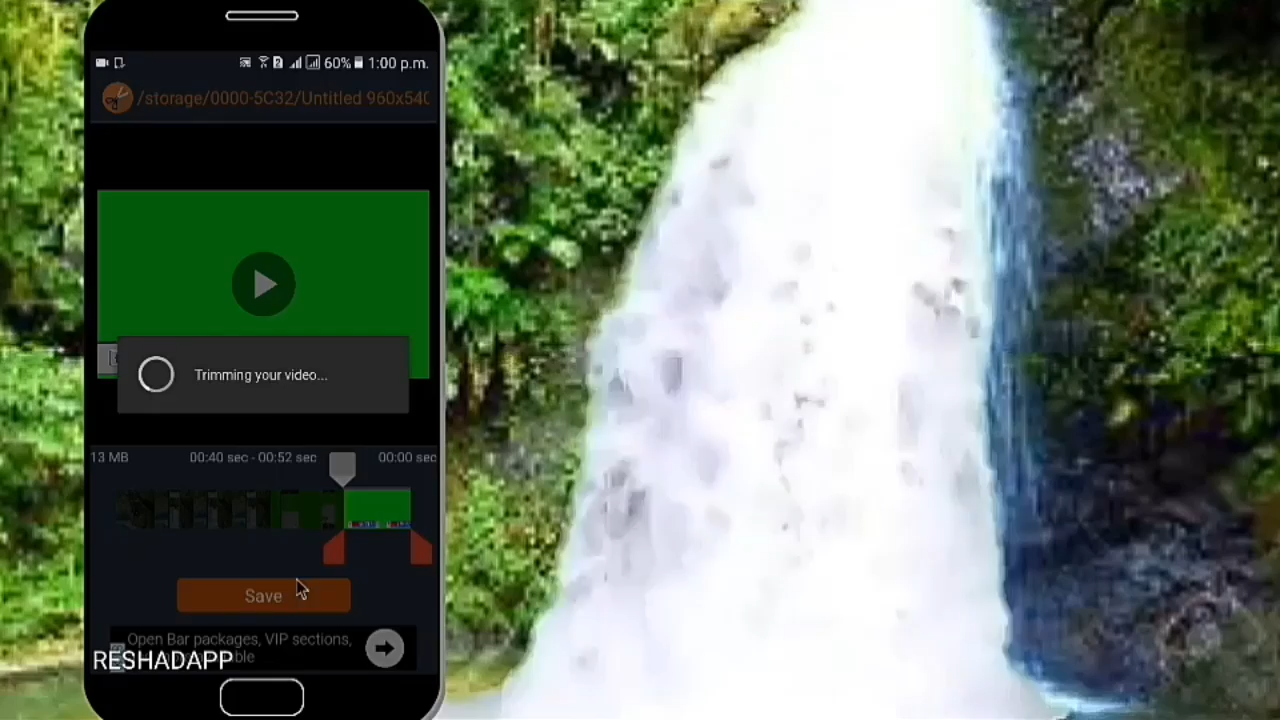 60% 1:00 p.m.
/storage/0000-5C32/Untitled 960x540
Trimming your video...
13 MB 00:40 sec - 00:52 sec 00:00 sec
Save
Open Bar packages, VIP sections,
RESHADAPP